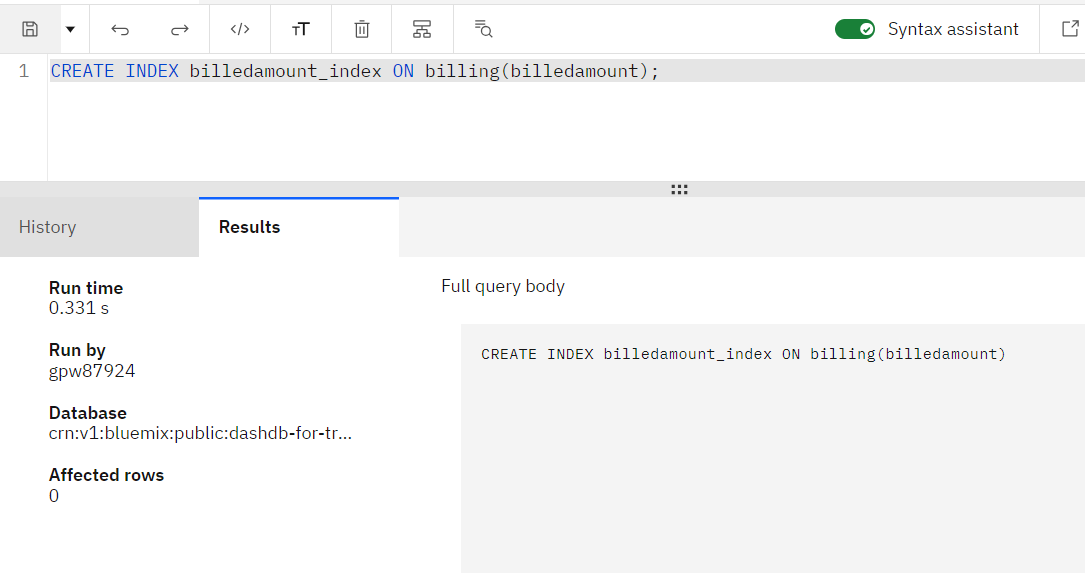 </> TT Syntax assistant
1 CREATE INDEX billedamount_index ON billing(billedamount);
History Results
Run time
0.331 s
Run by
gpw87924
Database
crn:v1:bluemix:public:dashdb-for-tr...
Affected rows
0
Full query body
CREATE INDEX billedamount_index ON billing(billedamount)